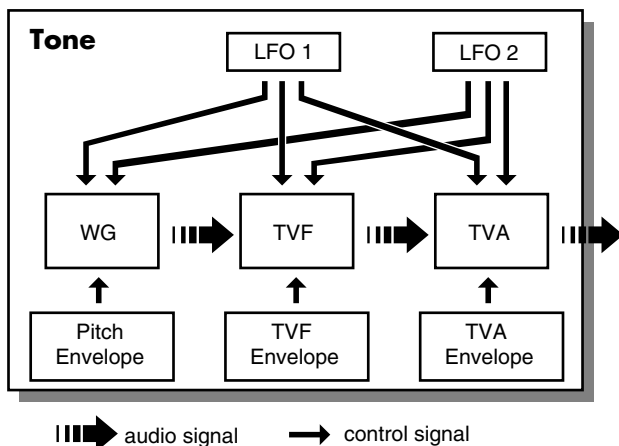 Tone
LFO 1
LFO 2
WG
TVF
TVA
Pitch
Envelope
TVF
Envelope
TVA
Envelope
audio signal
control signal